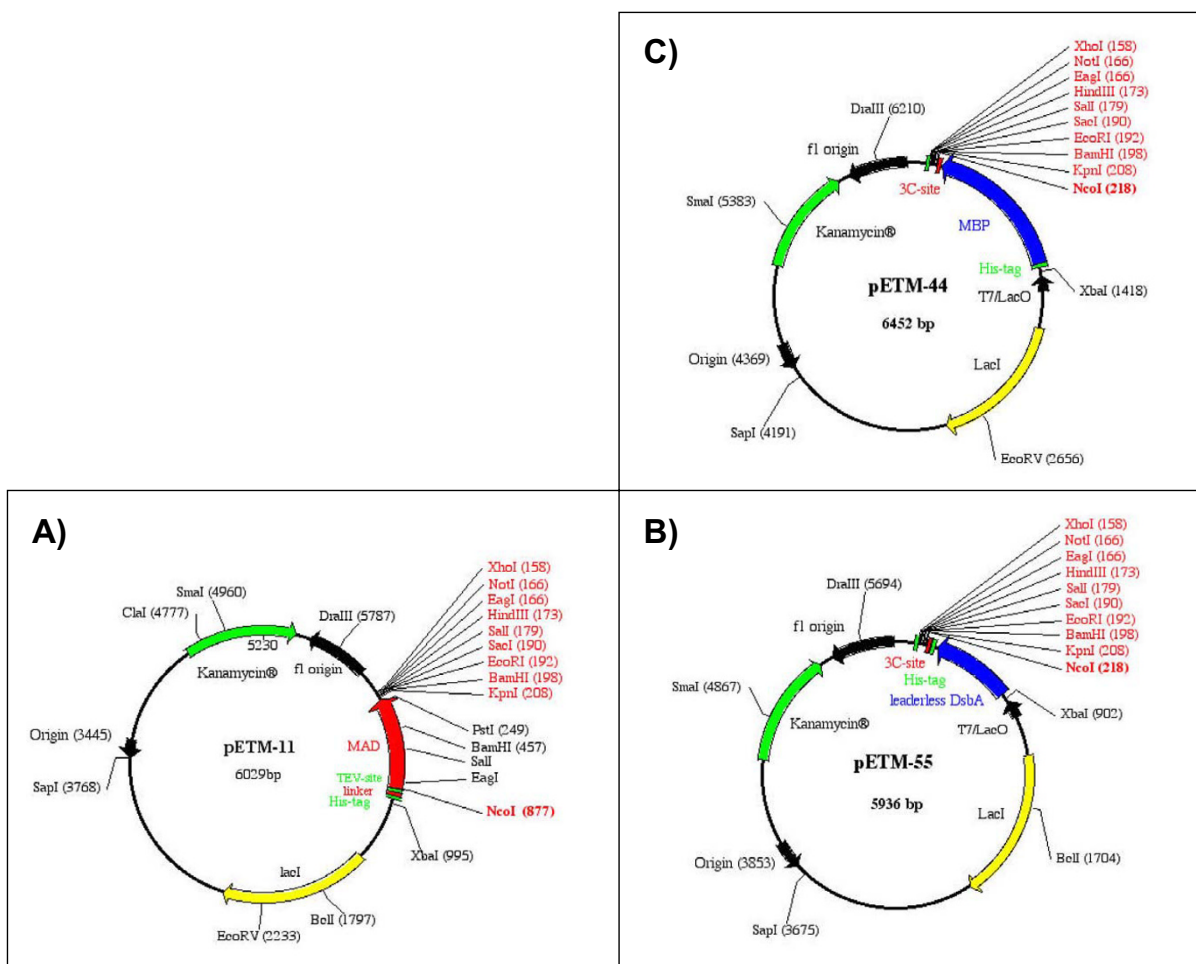 C)
XhoI (158)
NotI (166)
EagI (166)
HindIII (173)
SalI (179)
SacI (190)
EcoRI (192)
BamHI (198)
KpnI (208)
NcoI (218)
DraIII (6210)
f1 origin
3C-site
SmaI (5383)
Kanamycin®
MBP
His-tag
XbaI (1418)
T7/LacO
pETM-44
6452 bp
Origin (4369)
LacI
SapI (4191)
EcoRV (2656)
A)
XhoI (158)
NotI (166)
EagI (166)
HindIII (173)
SalI (179)
SacI (190)
EcoRI (192)
BamHI (198)
KpnI (208)
SmaI (4960)
ClaI (4777)
DraIII (5787)
5230
Kanamycin®
f1 origin
PstI (249)
BamHI (457)
SalI
EagI
NcoI (877)
Origin (3445)
pETM-11
6029bp
MAD
TEV-site
linker
His-tag
SapI (3768)
XbaI (995)
lacI
BclI (1797)
EcoRV (2233)
B)
XhoI (158)
NotI (166)
EagI (166)
HindIII (173)
SalI (179)
SacI (190)
EcoRI (192)
BamHI (198)
KpnI (208)
NcoI (218)
DraIII (5694)
f1 origin
3C-site
His-tag
leaderless DsbA
SmaI (4867)
Kanamycin®
XbaI (902)
T7/LacO
pETM-55
5936 bp
LacI
Origin (3853)
BclI (1704)
SapI (3675)